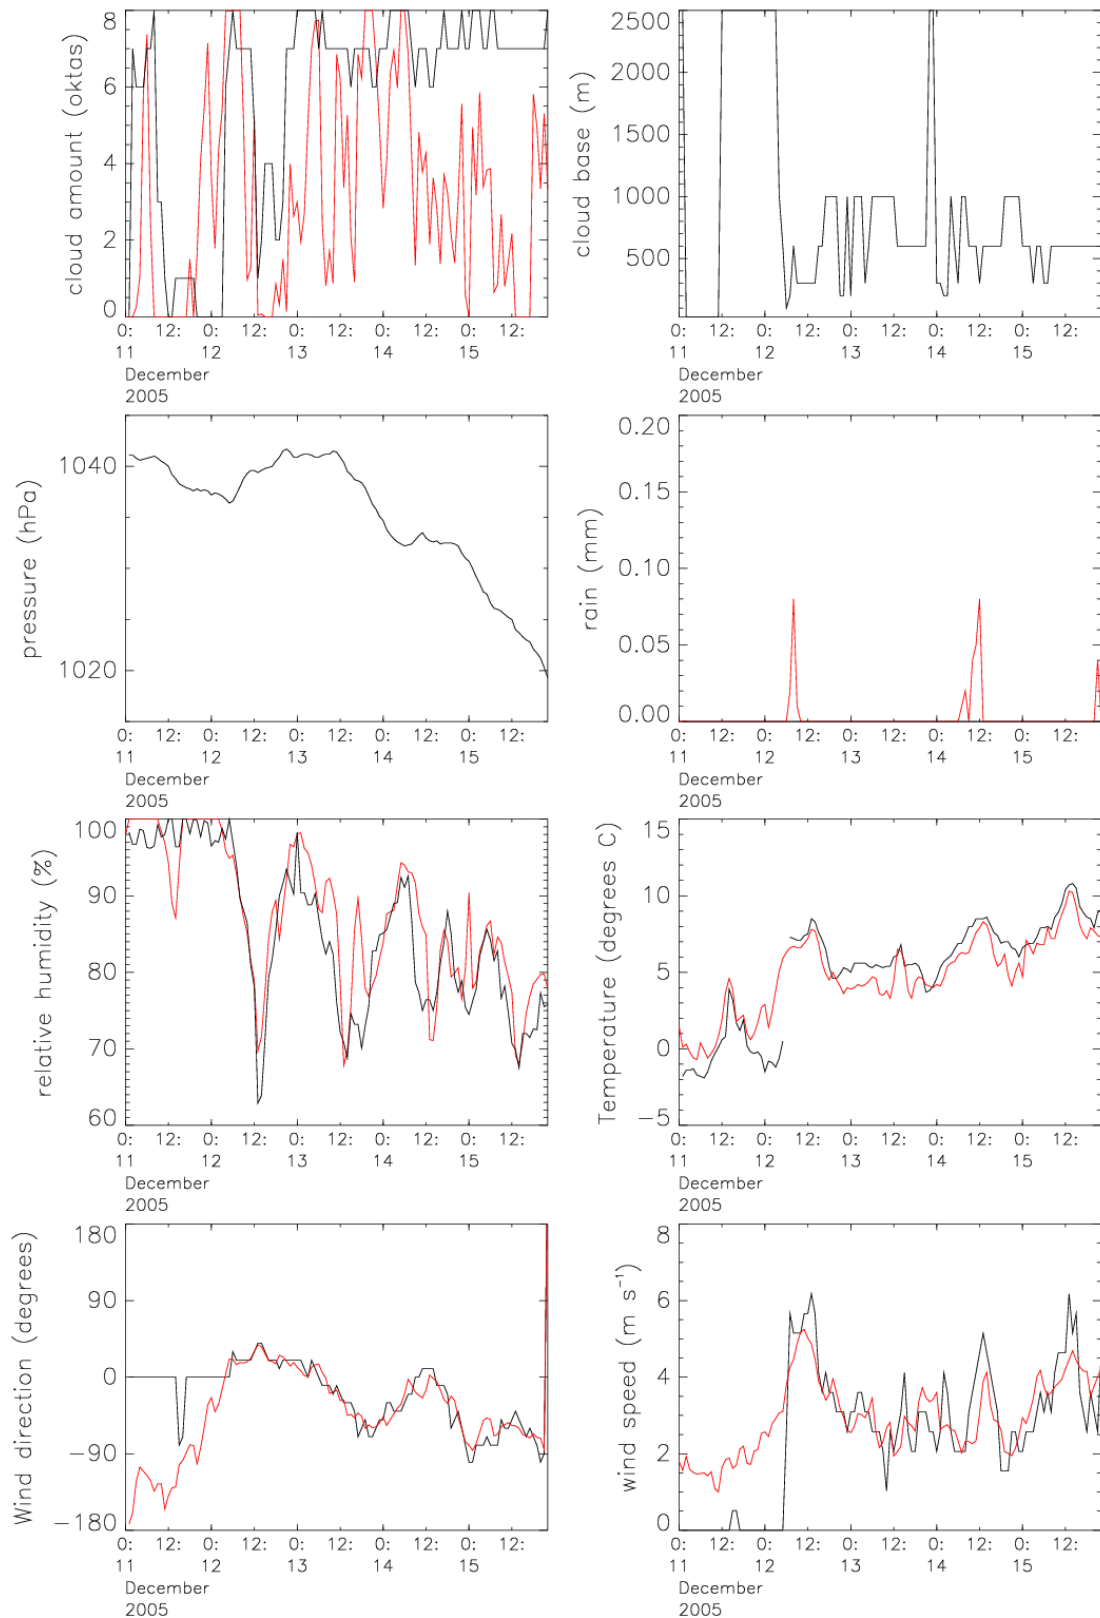 8
6
4
2
0
cloud amount (oktas)
0: 12: 0: 12: 0: 12: 0: 12: 0: 12:
11 12 13 14 15
December
2005
2500
2000
1500
1000
500
cloud base (m)
0: 12: 0: 12: 0: 12: 0: 12: 0: 12:
11 12 13 14 15
December
2005
1040
1020
pressure (hPa)
0: 12: 0: 12: 0: 12: 0: 12: 0: 12:
11 12 13 14 15
December
2005
0.20
0.15
0.10
0.05
0.00
rain (mm)
0: 12: 0: 12: 0: 12: 0: 12: 0: 12:
11 12 13 14 15
December
2005
100
90
80
70
60
relative humidity (%)
0: 12: 0: 12: 0: 12: 0: 12: 0: 12:
11 12 13 14 15
December
2005
15
10
5
0
−5
Temperature (degrees C)
0: 12: 0: 12: 0: 12: 0: 12: 0: 12:
11 12 13 14 15
December
2005
180
90
0
−90
−180
Wind direction (degrees)
0: 12: 0: 12: 0: 12: 0: 12: 0: 12:
11 12 13 14 15
December
2005
8
6
4
2
0
wind speed (m s⁻¹)
0: 12: 0: 12: 0: 12: 0: 12: 0: 12:
11 12 13 14 15
December
2005